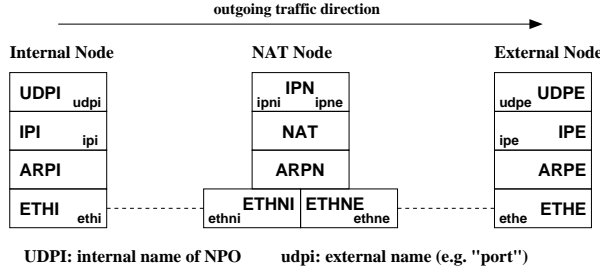 outgoing traffic direction
Internal Node NAT Node External Node
UDPI udpi IPN ipni ipne udpe UDPE
IPI ipi NAT ipe IPE
ARPI ARPN ARPE
ETHI ethi ethni ETHNI ETHNE ethne ethe ETHE
UDPI: internal name of NPO udpi: external name (e.g. "port")